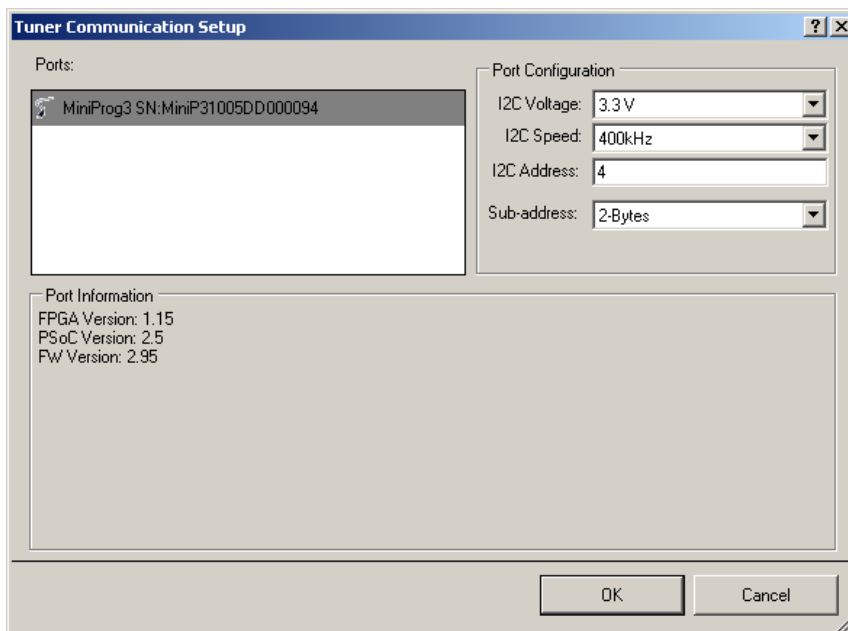 Tuner Communication Setup
Ports:
MiniProg3 SN:MiniP31005DD000094
Port Configuration
I2C Voltage: 3.3 V
I2C Speed: 400kHz
I2C Address: 4
Sub-address: 2-Bytes
Port Information
FPGA Version: 1.15
PSoC Version: 2.5
FW Version: 2.95
OK Cancel